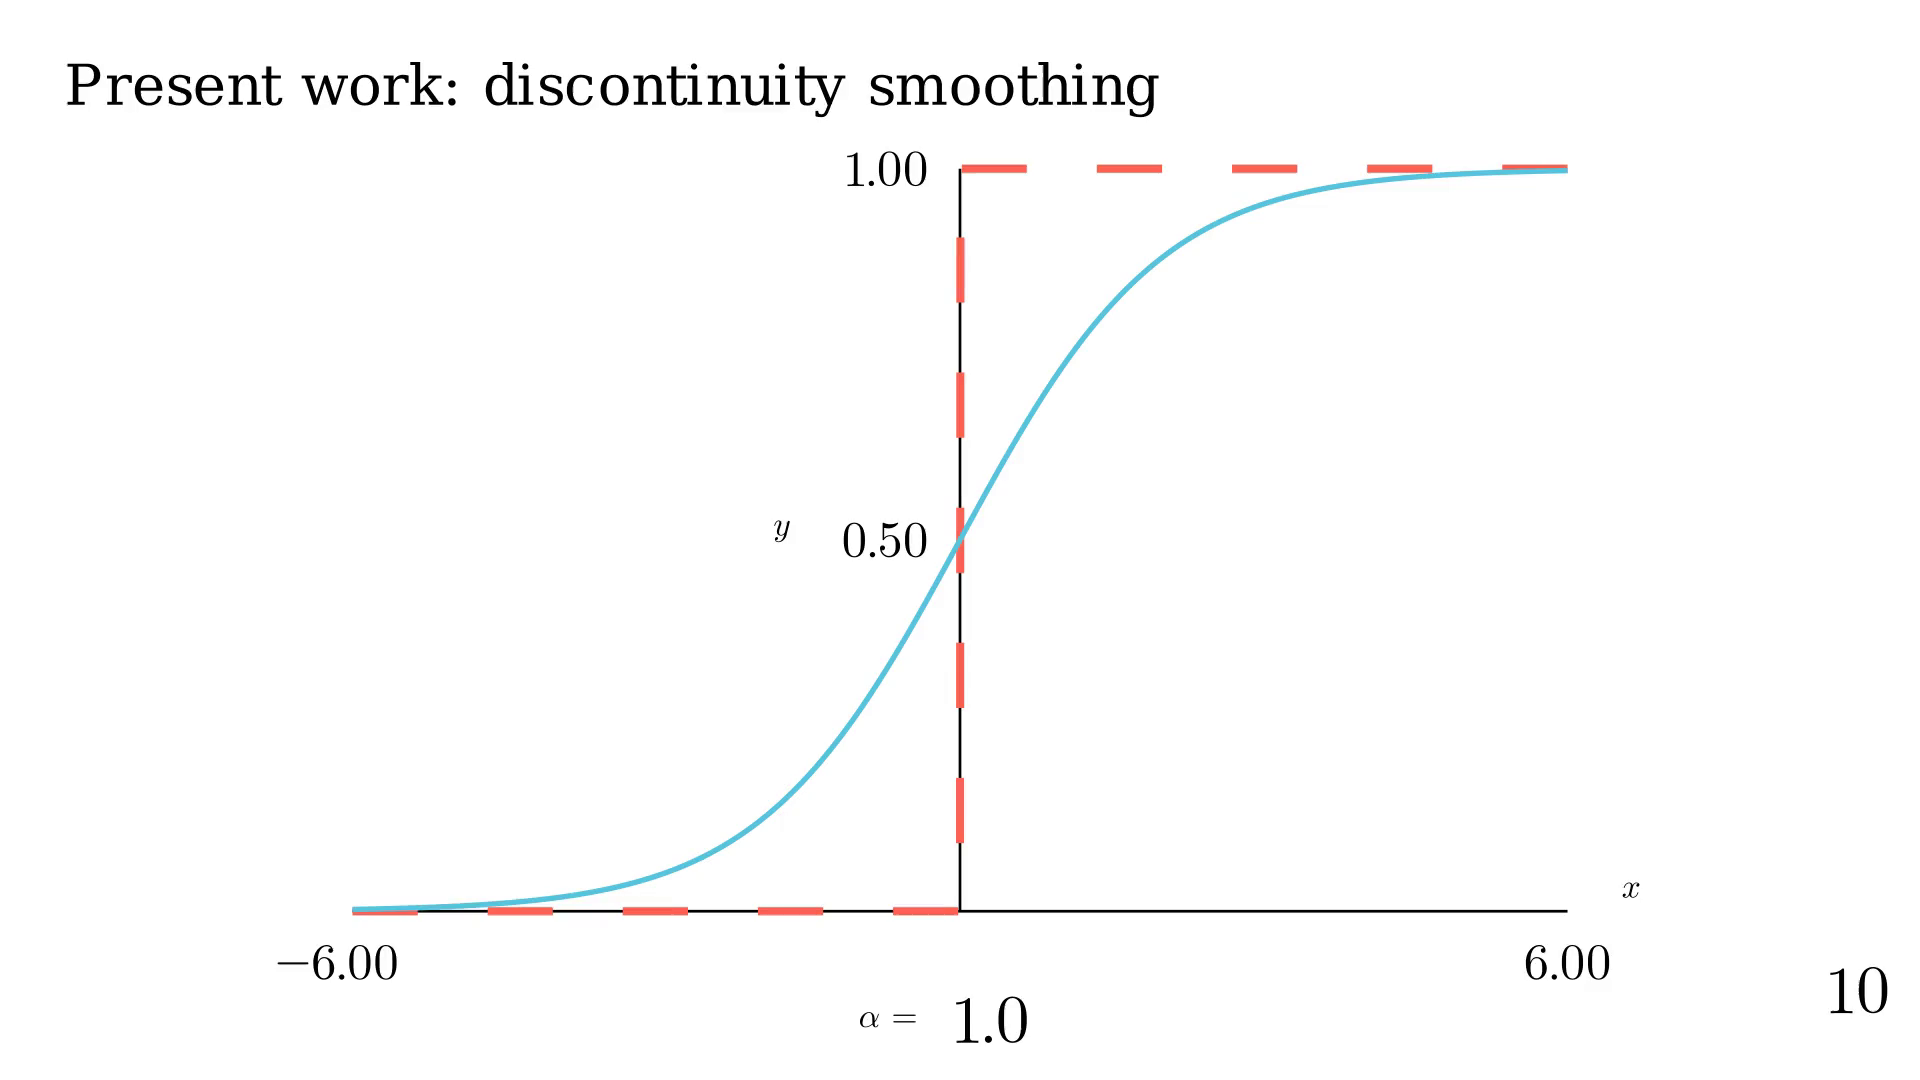 Present work: discontinuity smoothing
1.00
y 0.50
x
−6.00 6.00
α = 1.0
10